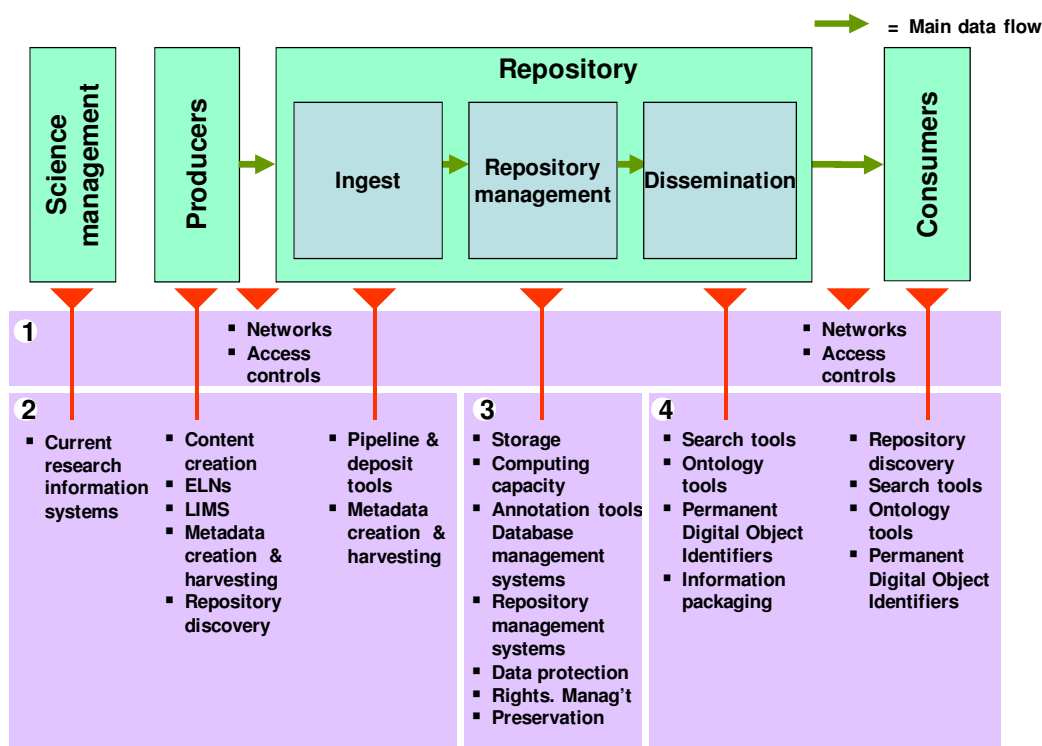 = Main data flow
Science
management
Producers
Repository
Ingest
Repository
management
Dissemination
Consumers
1
▪ Networks
▪ Access
controls
▪ Networks
▪ Access
controls
2
▪ Current
research
information
systems
▪ Content
creation
▪ ELNs
▪ LIMS
▪ Metadata
creation &
harvesting
▪ Repository
discovery
▪ Pipeline &
deposit
tools
▪ Metadata
creation &
harvesting
3
▪ Storage
▪ Computing
capacity
▪ Annotation tools
Database
management
systems
▪ Repository
management
systems
▪ Data protection
▪ Rights. Manag't
▪ Preservation
4
▪ Search tools
▪ Ontology
tools
▪ Permanent
Digital Object
Identifiers
▪ Information
packaging
▪ Repository
discovery
▪ Search tools
▪ Ontology
tools
▪ Permanent
Digital Object
Identifiers